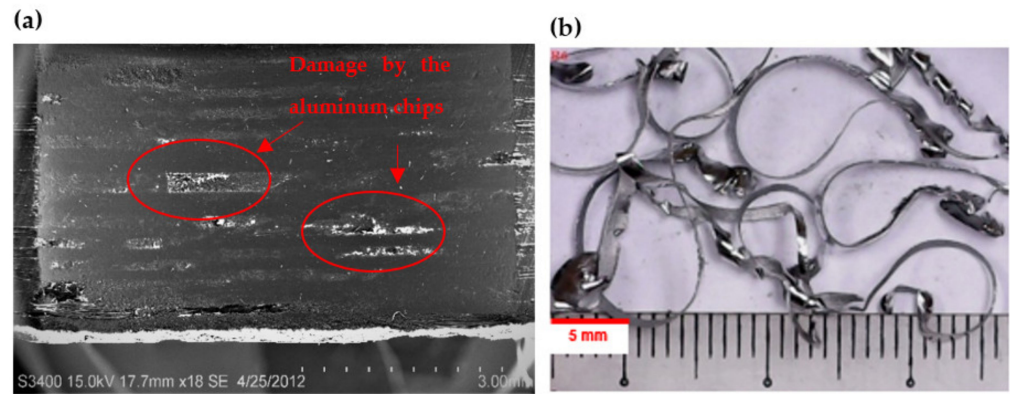 (a)
(b)
Damage by the
aluminum chips
5 mm
S3400 15.0kV 17.7mm x18 SE 4/25/2012
3.00mm